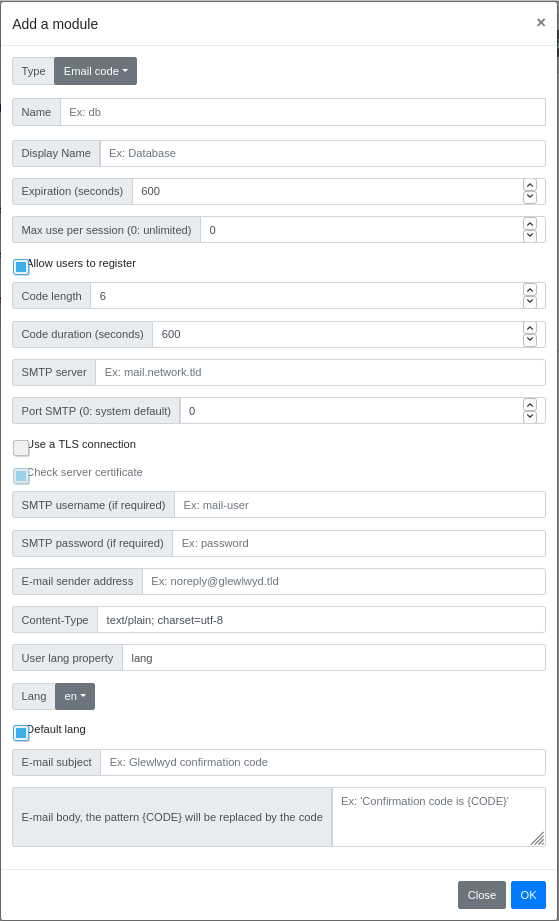 Add a module ×
Type Email code
Name Ex: db
Display Name Ex: Database
Expiration (seconds) 600
Max use per session (0: unlimited) 0
Allow users to register
Code length 6
Code duration (seconds) 600
SMTP server Ex: mail.network.tld
Port SMTP (0: system default) 0
Use a TLS connection
Check server certificate
SMTP username (if required) Ex: mail-user
SMTP password (if required) Ex: password
E-mail sender address Ex: noreply@glewlwyd.tld
Content-Type text/plain; charset=utf-8
User lang property lang
Lang en
Default lang
E-mail subject Ex: Glewlwyd confirmation code
E-mail body, the pattern {CODE} will be replaced by the code Ex: 'Confirmation code is {CODE}'
Close OK